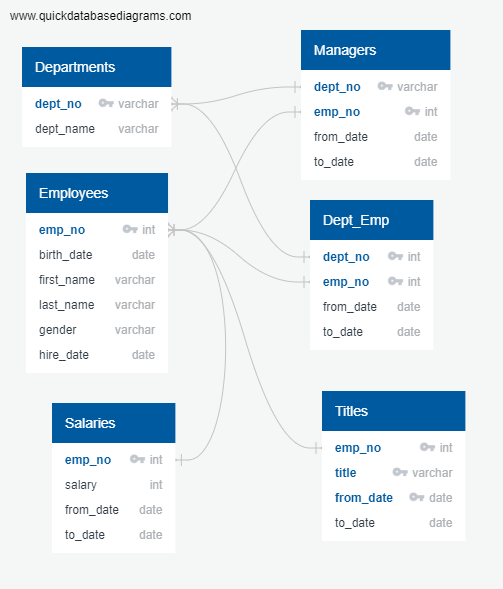 www.quickdatabasediagrams.com
Departments
dept_no varchar
dept_name varchar
Managers
dept_no varchar
emp_no int
from_date date
to_date date
Employees
emp_no int
birth_date date
first_name varchar
last_name varchar
gender varchar
hire_date date
Dept_Emp
dept_no int
emp_no int
from_date date
to_date date
Salaries
emp_no int
salary int
from_date date
to_date date
Titles
emp_no int
title varchar
from_date date
to_date date